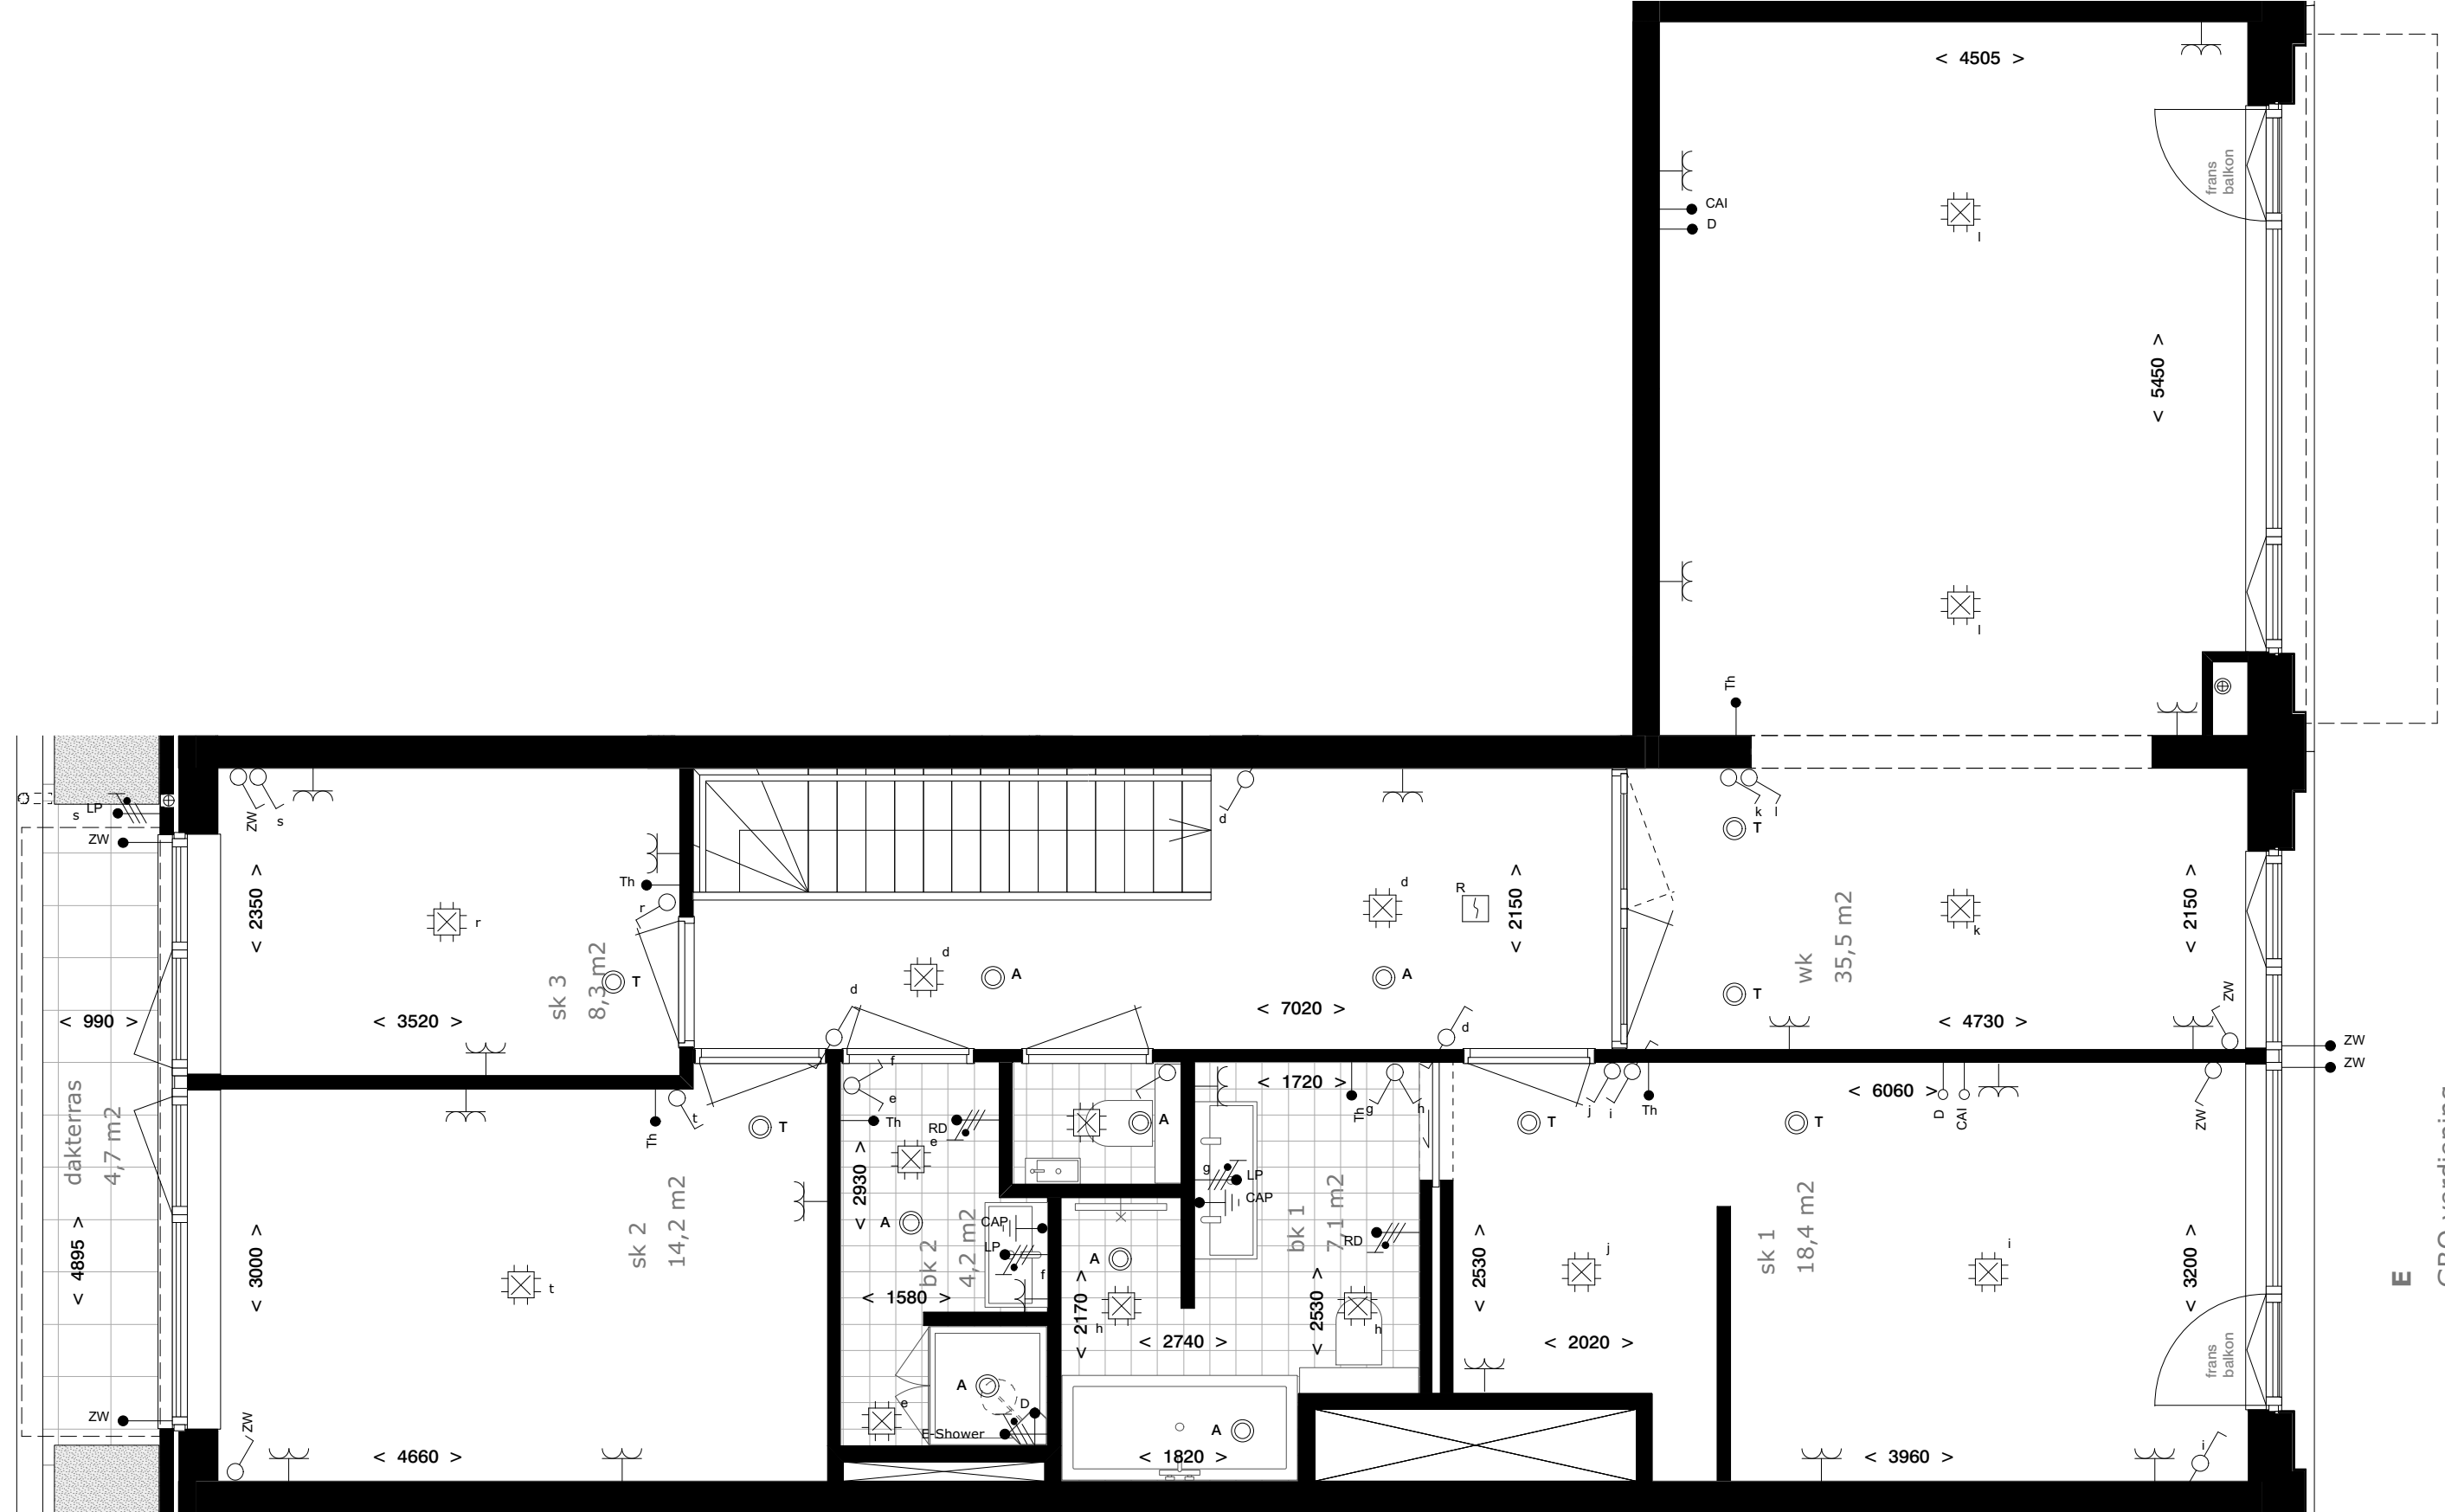 < 4505 >
frans
balkon
CAI
D
l
< 5450 >
l
Th
LP
s
ZW
ZW
s
d
k
l
T
< 2350 >
Th
r
r
d
R
< 2150 >
< 2150 >
k
wk
35,5 m2
sk 3
8,3 m2
T
d
A
A
T
ZW
d
< 990 >
< 3520 >
< 7020 >
d
< 4730 >
ZW
ZW
dakterras
4,7 m2
Th
t
T
f
e
Th
RD
e
A
< 1720 >
Th
g
h
j
i
Th
T
< 6060 >
D
CAI
T
ZW
< 2930 >
g
LP
CAP
sk 2
14,2 m2
A
CAP
LP
f
bk 2
4,2 m2
A
bk 1
7,1 m2
RD
j
sk 1
18,4 m2
i
< 4895 >
< 3000 >
t
< 1580 >
< 2170 >
h
< 2740 >
< 2530 >
h
< 2530 >
< 2020 >
< 3200 >
E
frans
balkon
ZW
ZW
< 4660 >
e
A
D
E-Shower
A
< 1820 >
< 3960 >
i